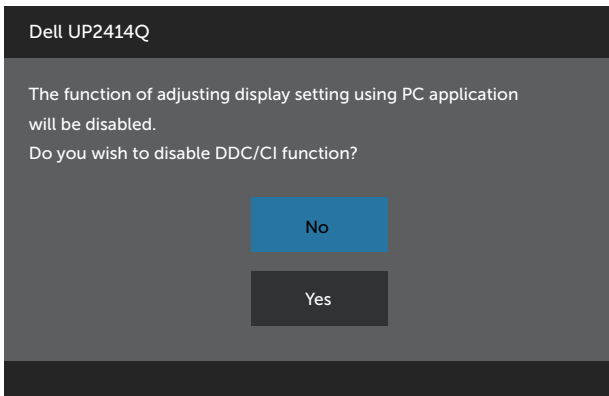 Dell UP2414Q
The function of adjusting display setting using PC application
will be disabled.
Do you wish to disable DDC/CI function?
No
Yes